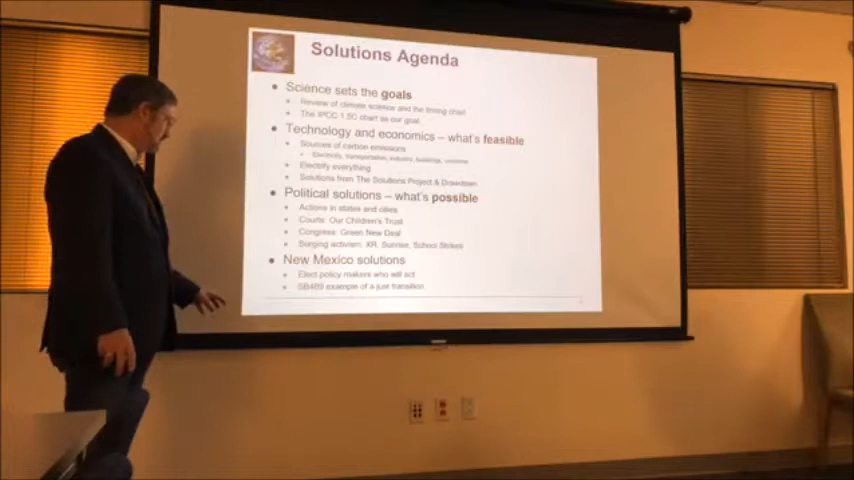 Solutions Agenda
• Science sets the goals
• Review of climate science and the timing chart
• The IPCC 1.5C chart as our goal
• Technology and economics – what's feasible
• Sources of carbon emissions
• Electricity, transportation, industry, buildings,
• Electrify everything
• Solutions from The Solutions Project & Drawdown
• Political solutions – what's possible
• Actions in states and cities
• Courts: Our Children's Trust
• Congress: Green New Deal
• Surging activism: XR, Sunrise, School Strikes
• New Mexico solutions
• Elect policy makers who will act
• SB489 example of a just transition